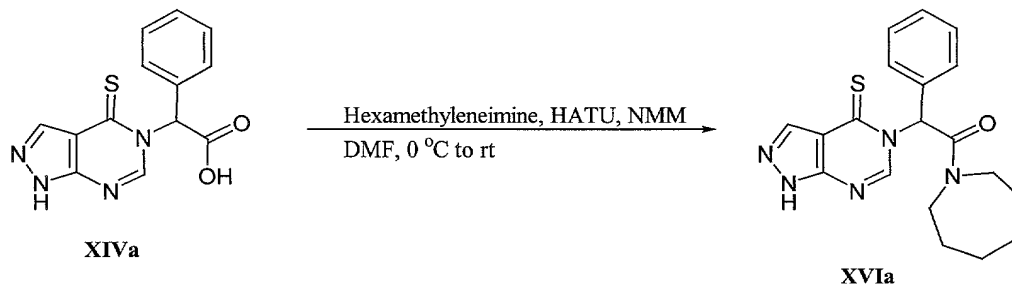 S
N
O
OH
N
N
H
N
XIVa
Hexamethyleneimine, HATU, NMM
DMF, 0 °C to rt
S
N
O
N
N
N
H
N
XVIa